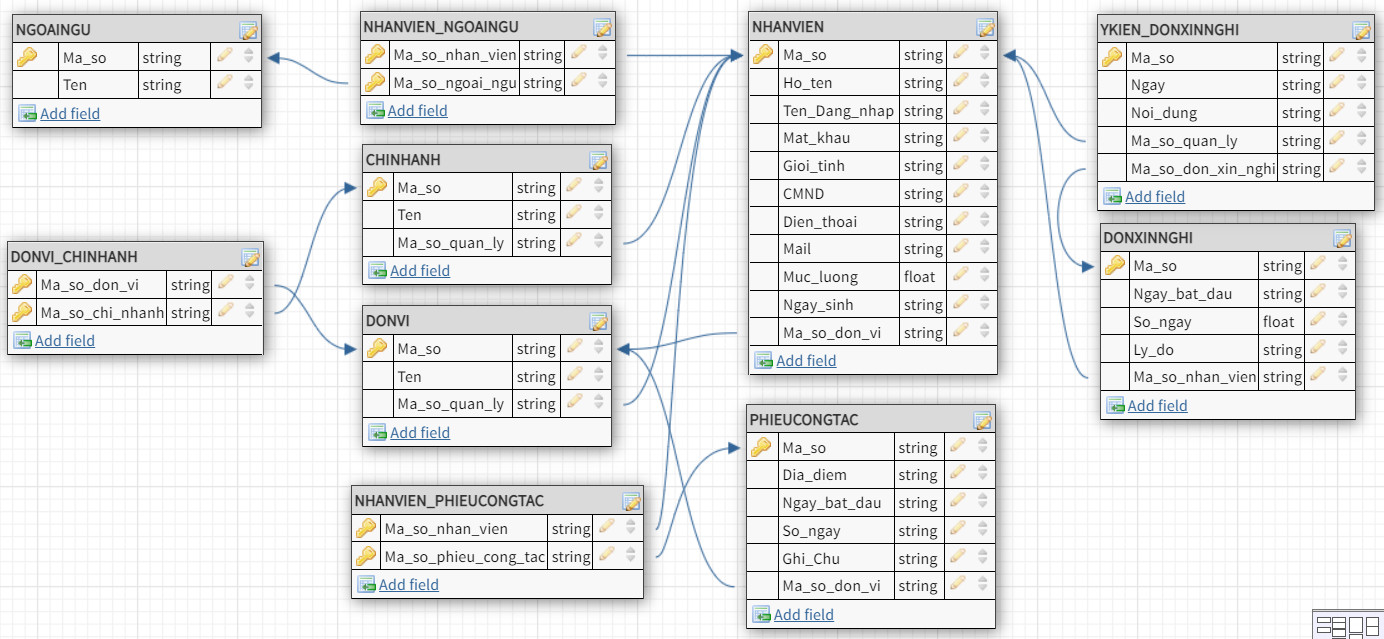 NGOAINGU
Ma_so string
Ten string
Add field
NHANVIEN_NGOAINGU
Ma_so_nhan_vien string
Ma_so_ngoai_ngu string
Add field
CHINHANH
Ma_so string
Ten string
Ma_so_quan_ly string
Add field
DONVI_CHINHANH
Ma_so_don_vi string
Ma_so_chi_nhanh string
Add field
DONVI
Ma_so string
Ten string
Ma_so_quan_ly string
Add field
NHANVIEN_PHIEUCONGTAC
Ma_so_nhan_vien string
Ma_so_phieu_cong_tac string
Add field
NHANVIEN
Ma_so string
Ho_ten string
Ten_Dang_nhap string
Mat_khau string
Gioi_tinh string
CMND string
Dien_thoai string
Mail string
Muc_luong float
Ngay_sinh string
Ma_so_don_vi string
Add field
PHIEUCONGTAC
Ma_so string
Dia_diem string
Ngay_bat_dau string
So_ngay string
Ghi_Chu string
Ma_so_don_vi string
Add field
YKIEN_DONXINNGHI
Ma_so string
Ngay string
Noi_dung string
Ma_so_quan_ly string
Ma_so_don_xin_nghi string
Add field
DONXINNGHI
Ma_so string
Ngay_bat_dau string
So_ngay float
Ly_do string
Ma_so_nhan_vien string
Add field